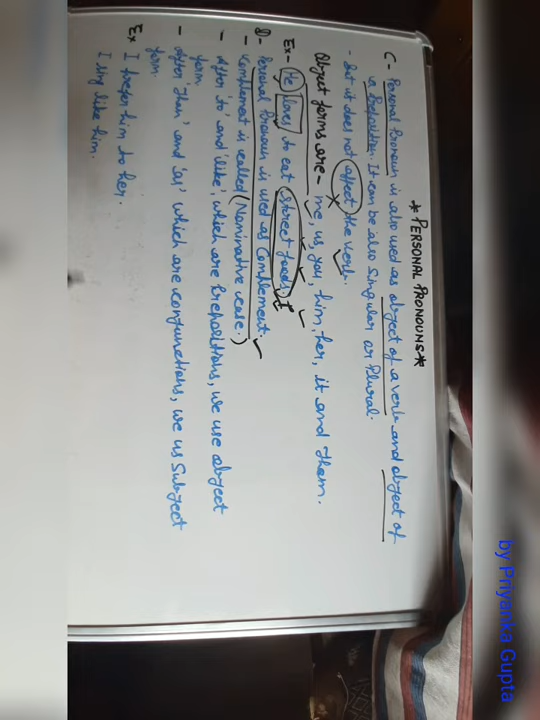 by Priyanka Gupta
* PERSONAL PRONOUNS *
C - Personal Pronoun is also used as object of a verb and object of
a Preposition. It can be also Singular or Plural.
- But it does not affect the verb.
Object forms are - me, us, you, him, her, it and them.
Ex - He loves to eat street foods.
D - Personal Pronoun is used as complement.
- Complement is called (Nominative case.)
- After 'to' and like, which are prepositions, we use object
form.
- After 'than' and 'as' which are conjunctions, we us Subject
form.
Ex I him to her.
I sing like him.